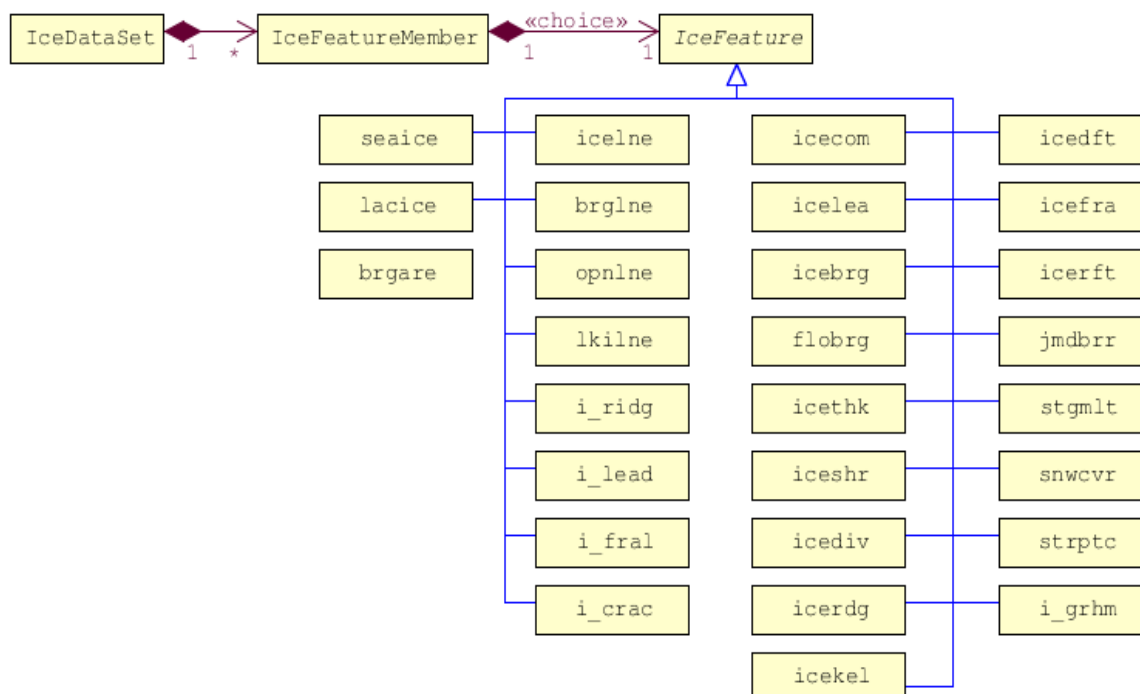 IceDataSet 1 * IceFeatureMember 1 «choice» 1 IceFeature
seaice icelne icecom icedft
lacice brglne icelea icefra
brgare opnlne icebrg icerft
lkilne flobrg jmdbrr
i_ridg icethk stgmlt
i_lead iceshr snwcvr
i_fral icediv strptc
i_crac icerdg i_grhm
icekel